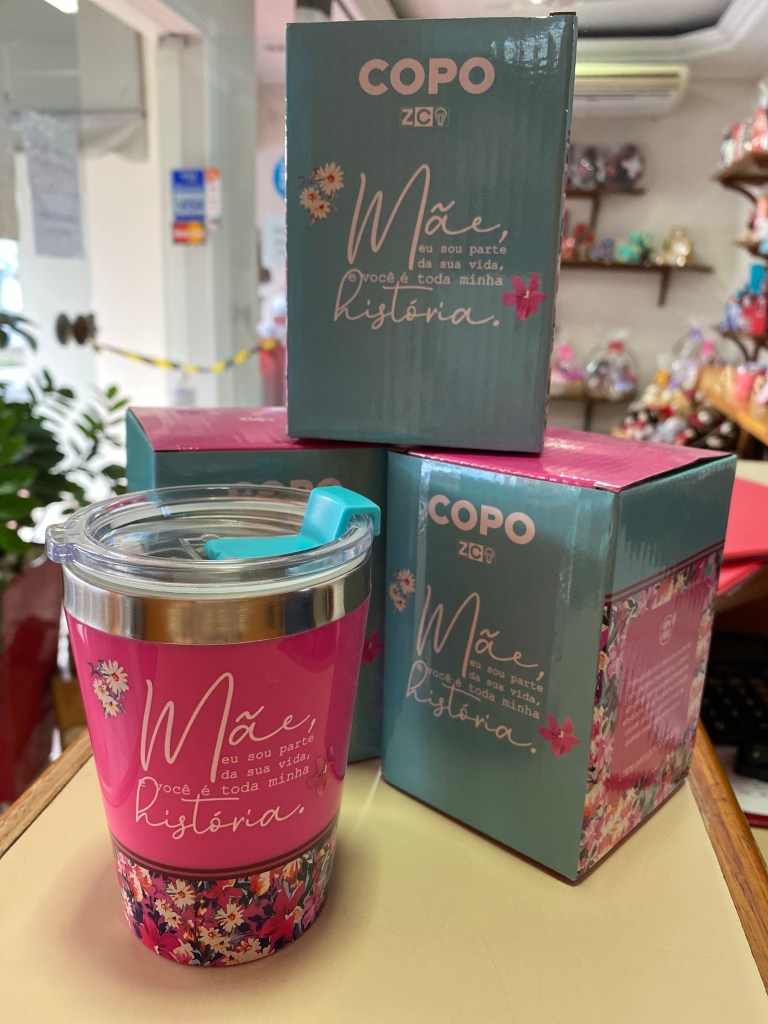 COPO
ZC
Mãe,
eu sou parte
da sua vida,
e você é toda minha
história.
COPO
COPO
ZC
Mãe,
eu sou parte
da sua vida,
e você é toda minha
história.
Mãe,
eu sou parte
da sua vida,
e você é toda minha
história.